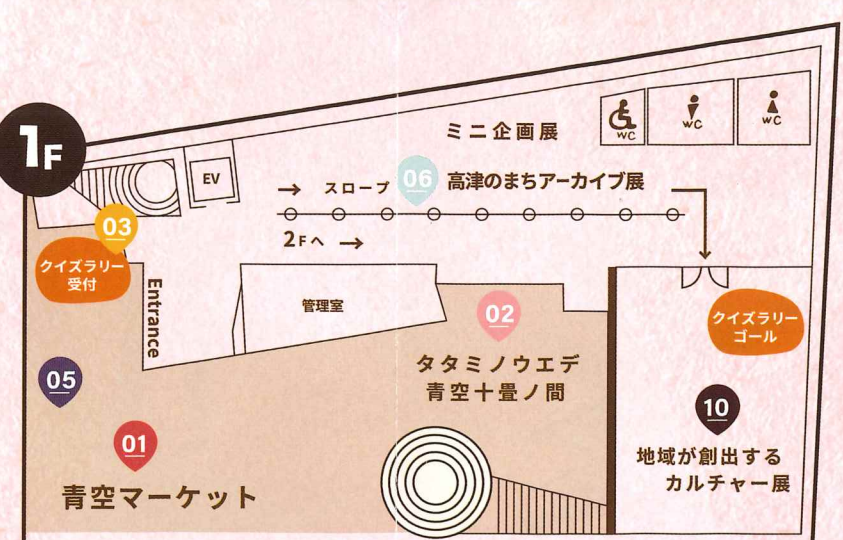 1F
EV
ミニ企画展
WC
WC
WC
→ スロープ
06
高津のまちアーカイブ展
2Fへ →
03
クイズラリー
受付
Entrance
管理室
02
タタミノウエデ
青空十畳ノ間
クイズラリー
ゴール
05
01
青空マーケット
10
地域が創出する
カルチャー展